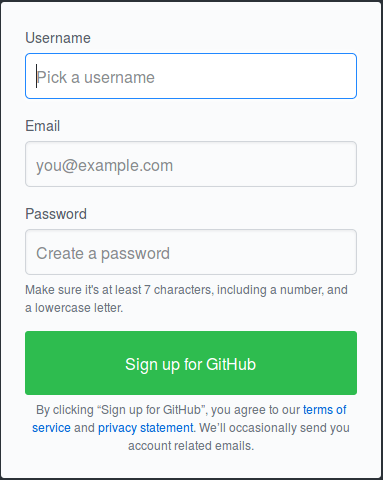 Username
Pick a username
Email
you@example.com
Password
Create a password
Make sure it's at least 7 characters, including a number, and
a lowercase letter.
Sign up for GitHub
By clicking “Sign up for GitHub”, you agree to our terms of
service and privacy statement. We’ll occasionally send you
account related emails.